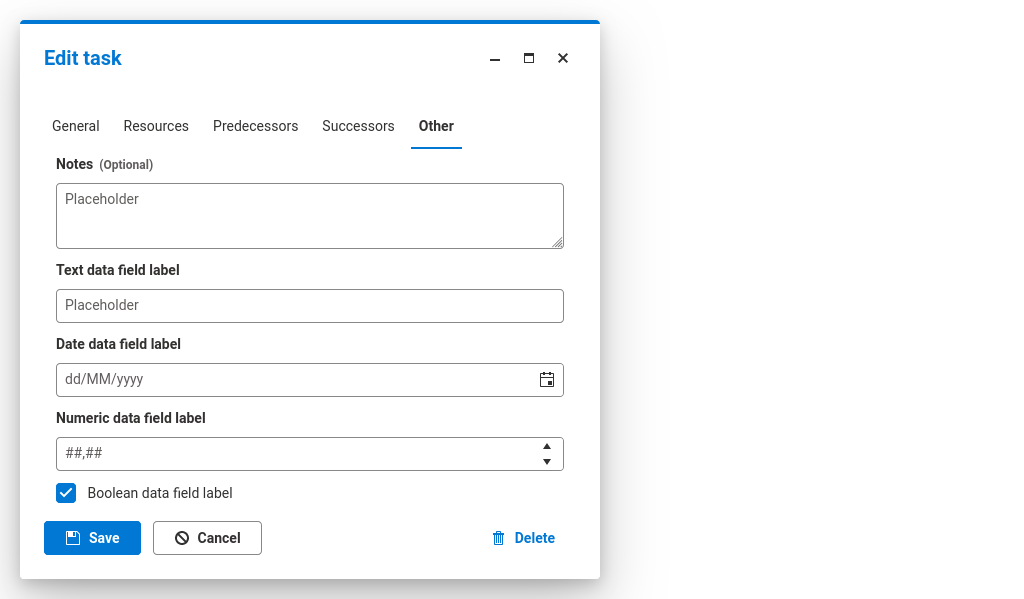 Edit task
General Resources Predecessors Successors Other
Notes (Optional)
Placeholder
Text data field label
Placeholder
Date data field label
dd/MM/yyyy
Numeric data field label
##,##
Boolean data field label
Save Cancel Delete